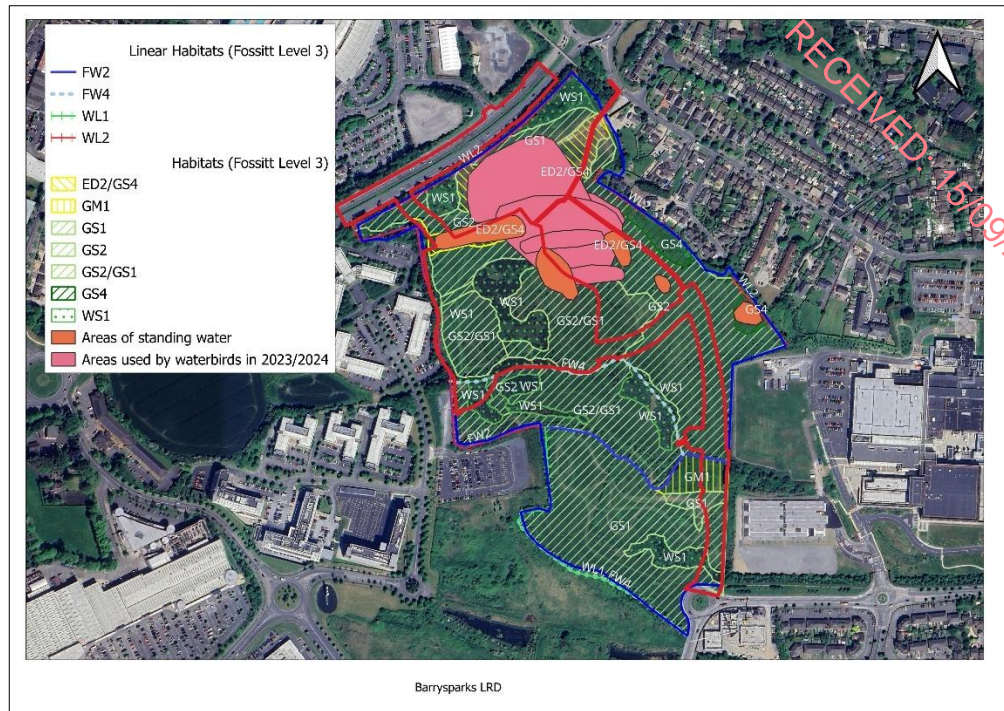 Linear Habitats (Fossitt Level 3)
FW2
FW4
WL1
WL2
Habitats (Fossitt Level 3)
ED2/GS4
GM1
GS1
GS2
GS2/GS1
GS4
WS1
Areas of standing water
Areas used by waterbirds in 2023/2024
RECEIVED: 15/09/
WS1
WL2
GS1
ED2/GS4
WS1
GS2
ED2/GS4
ED2/GS4
GS4
WL2
GS4
WS1
WS1
GS2
GS2/GS1
GS2/GS1
FW4
WS1
GS2
WS1
WS1
WS1
GS2/GS1
WS1
FW2
GM1
GS1
GS1
WS1
WL1
FW4
Barrysparks LRD